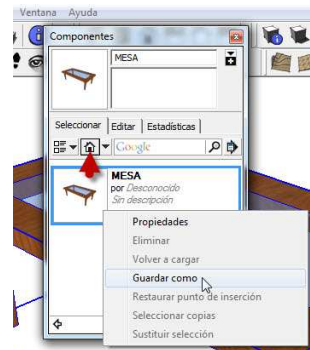 Ventana Ayuda
Componentes
MESA
Seleccionar Editar Estadísticas
Google
MESA
por Desconocido
Sin descripción
Propiedades
Eliminar
Volver a cargar
Guardar como
Restaurar punto de inserción
Seleccionar copias
Sustituir selección